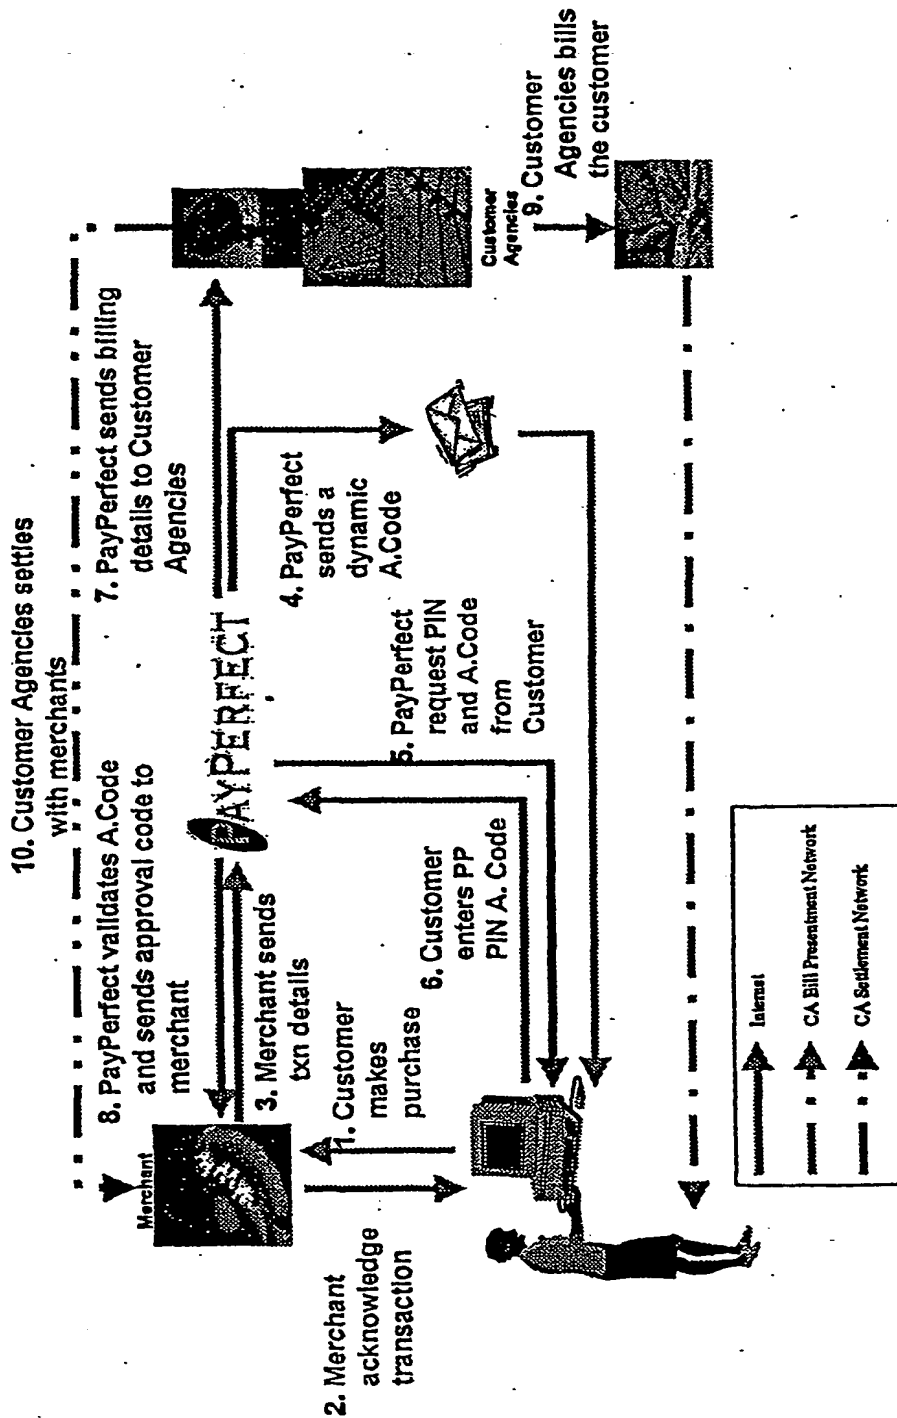 10. Customer Agencies settles
with merchants
8. PayPerfect validates A.Code
and sends approval code to
merchant
7. PayPerfect sends billing
details to Customer
Agencies
Merchant
PAYPERFECT
3. Merchant sends
txn details
4. PayPerfect
sends a
dynamic
A.Code
1. Customer
makes
purchase
2. Merchant
acknowledge
transaction
5. PayPerfect
request PIN
and A.Code
from
Customer
6. Customer
enters PP
PIN A. Code
Customer
Agencies
9. Customer
Agencies bills
the customer
Internet
CA Bill Presentment Network
CA Settlement Network